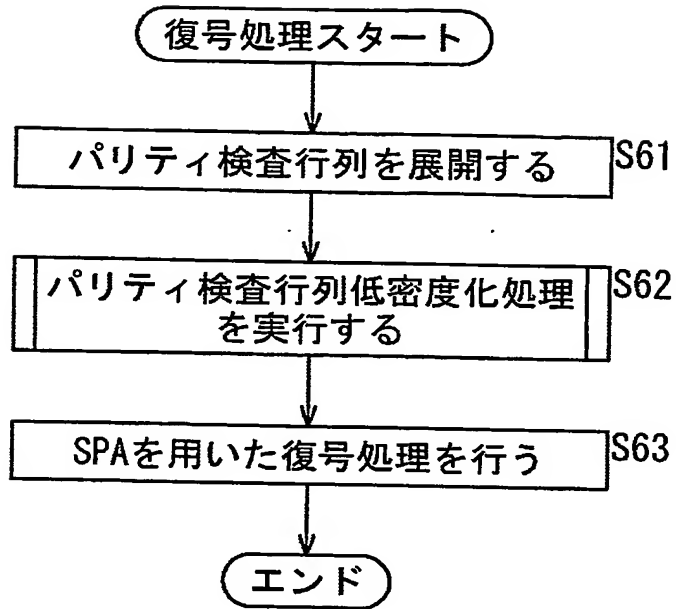 復号処理スタート
パリティ検査行列を展開する
S61
パリティ検査行列低密度化処理
を実行する
S62
SPAを用いた復号処理を行う
S63
エンド